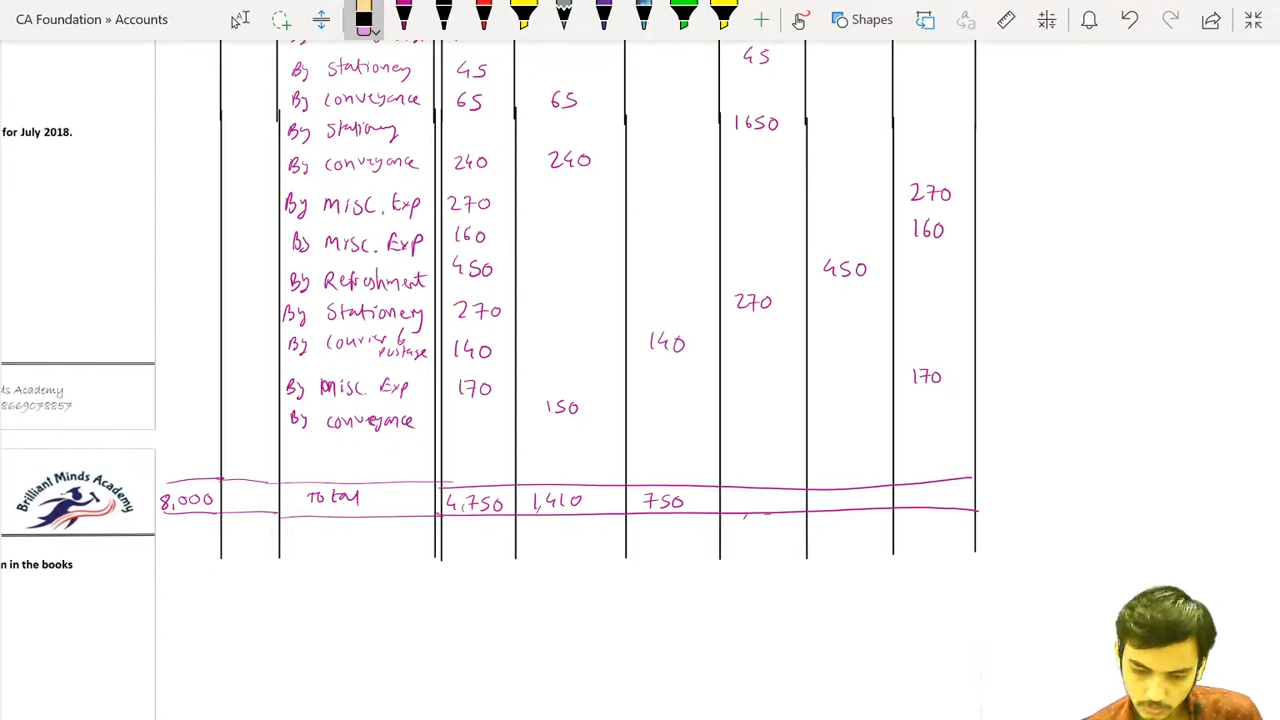 CA Foundation » Accounts
Shapes
for July 2018.
45
By Stationery 45
By Conveyance 65 65
By Stationery 1650
By Conveyance 240 240
By Misc. Exp 270 270
By Misc. Exp 160 160
By Refreshment 450 450
By Stationery 270 270
By Courier & Postage 140 140
By Misc. Exp 170 170
By Conveyance 150
ds Academy
8669078857
Brilliant Minds Academy
8,000 Total 4,750 1,410 750
n in the books